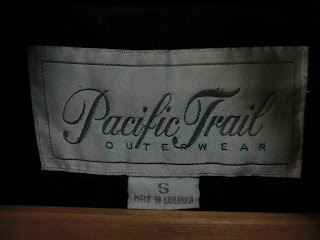 Pacific Trail
OUTERWEAR
S
MADE IN SRI LANKA